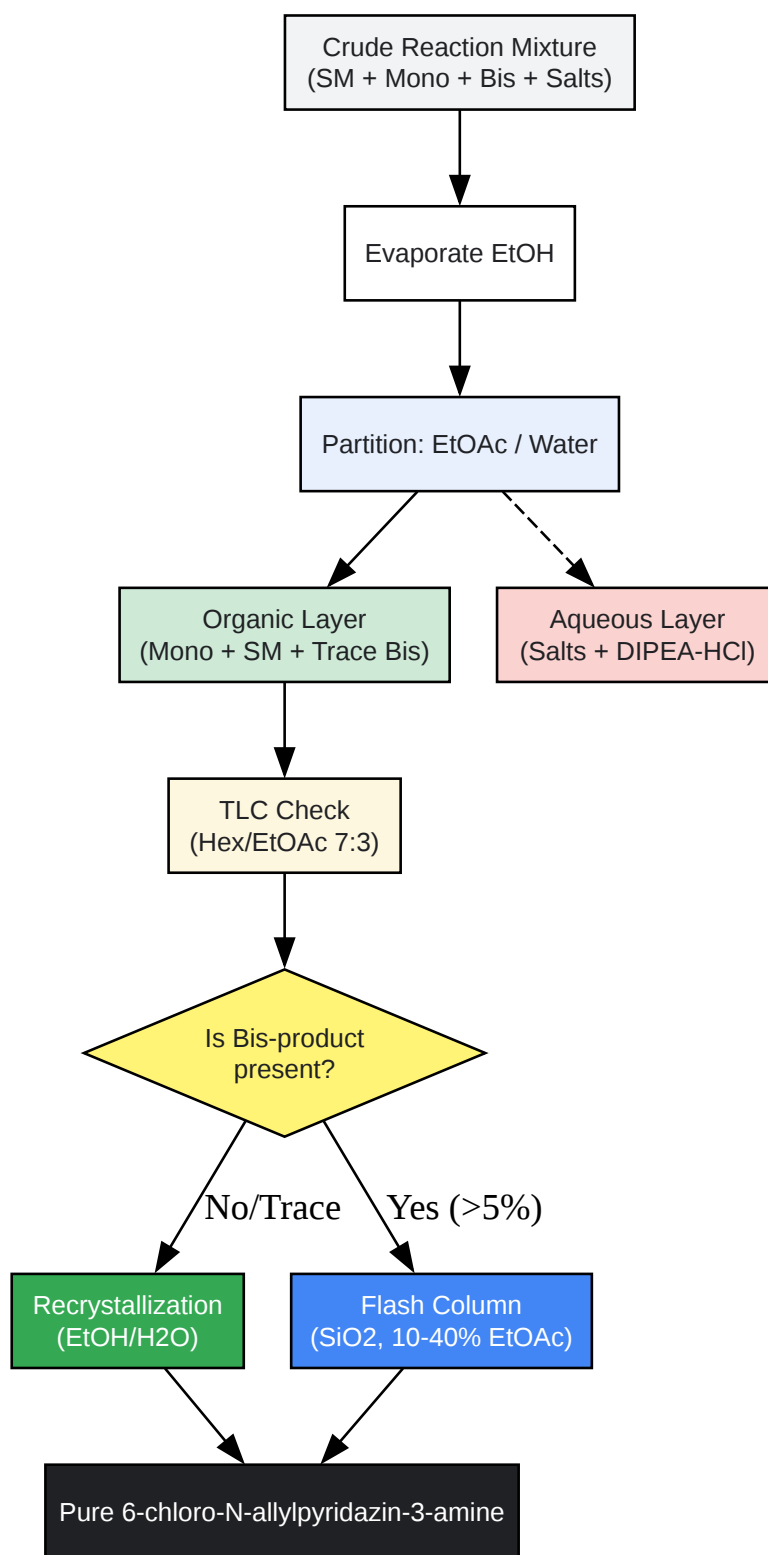 Crude Reaction Mixture
(SM + Mono + Bis + Salts)
Evaporate EtOH
Partition: EtOAc / Water
Organic Layer
(Mono + SM + Trace Bis)
Aqueous Layer
(Salts + DIPEA-HCl)
TLC Check
(Hex/EtOAc 7:3)
Is Bis-product
present?
No/Trace
Yes (>5%)
Recrystallization
(EtOH/H2O)
Flash Column
(SiO2, 10-40% EtOAc)
Pure 6-chloro-N-allylpyridazin-3-amine